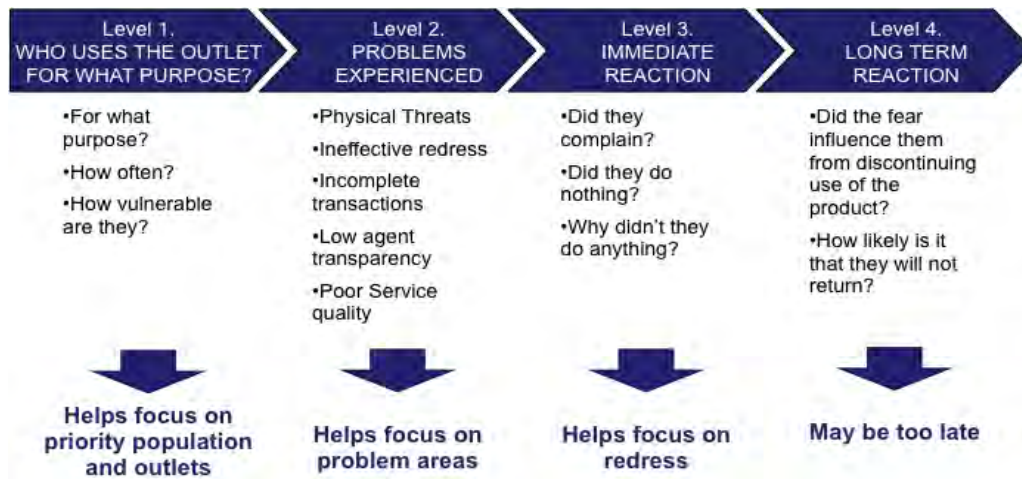 Level 1.
WHO USES THE OUTLET
FOR WHAT PURPOSE?
•For what
purpose?
•How often?
•How vulnerable
are they?
Helps focus on
priority population
and outlets
Level 2.
PROBLEMS
EXPERIENCED
•Physical Threats
•Ineffective redress
•Incomplete
transactions
•Low agent
transparency
•Poor Service
quality
Helps focus on
problem areas
Level 3.
IMMEDIATE
REACTION
•Did they
complain?
•Did they do
nothing?
•Why didn't they
do anything?
Helps focus on
redress
Level 4.
LONG TERM
REACTION
•Did the fear
influence them
from discontinuing
use of the
product?
•How likely is it
that they will not
return?
May be too late